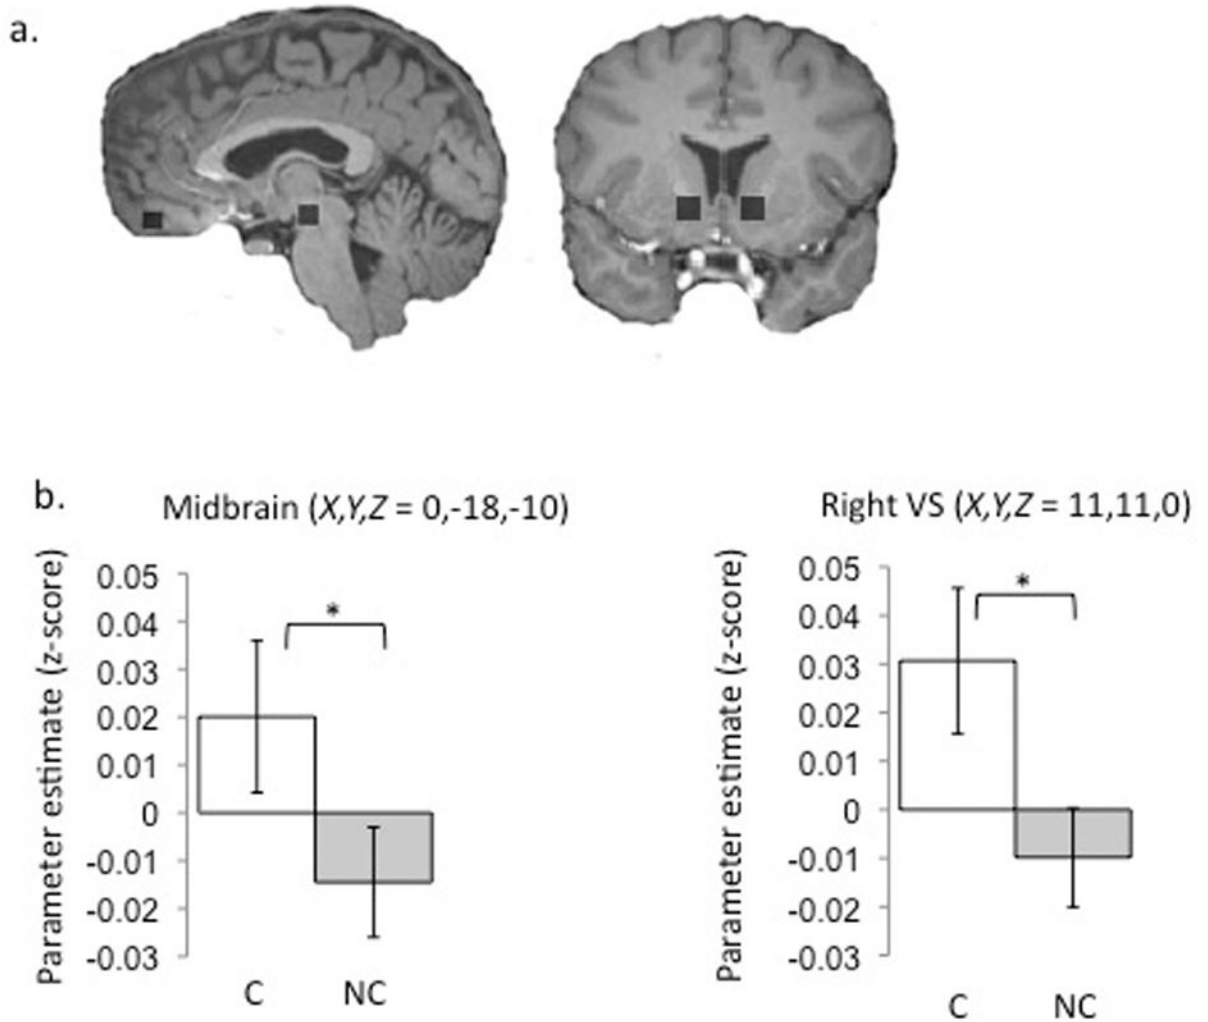 a.
b.
Midbrain (X,Y,Z = 0,-18,-10)
Parameter estimate (z-score)
0.05
0.04
0.03
0.02
0.01
0
-0.01
-0.02
-0.03
*
C NC
Right VS (X,Y,Z = 11,11,0)
Parameter estimate (z-score)
0.05
0.04
0.03
0.02
0.01
0
-0.01
-0.02
-0.03
*
C NC